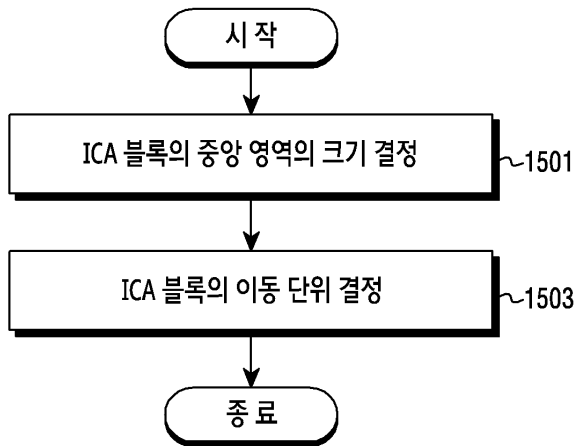 시 작
ICA 블록의 중앙 영역의 크기 결정
1501
ICA 블록의 이동 단위 결정
1503
종 료